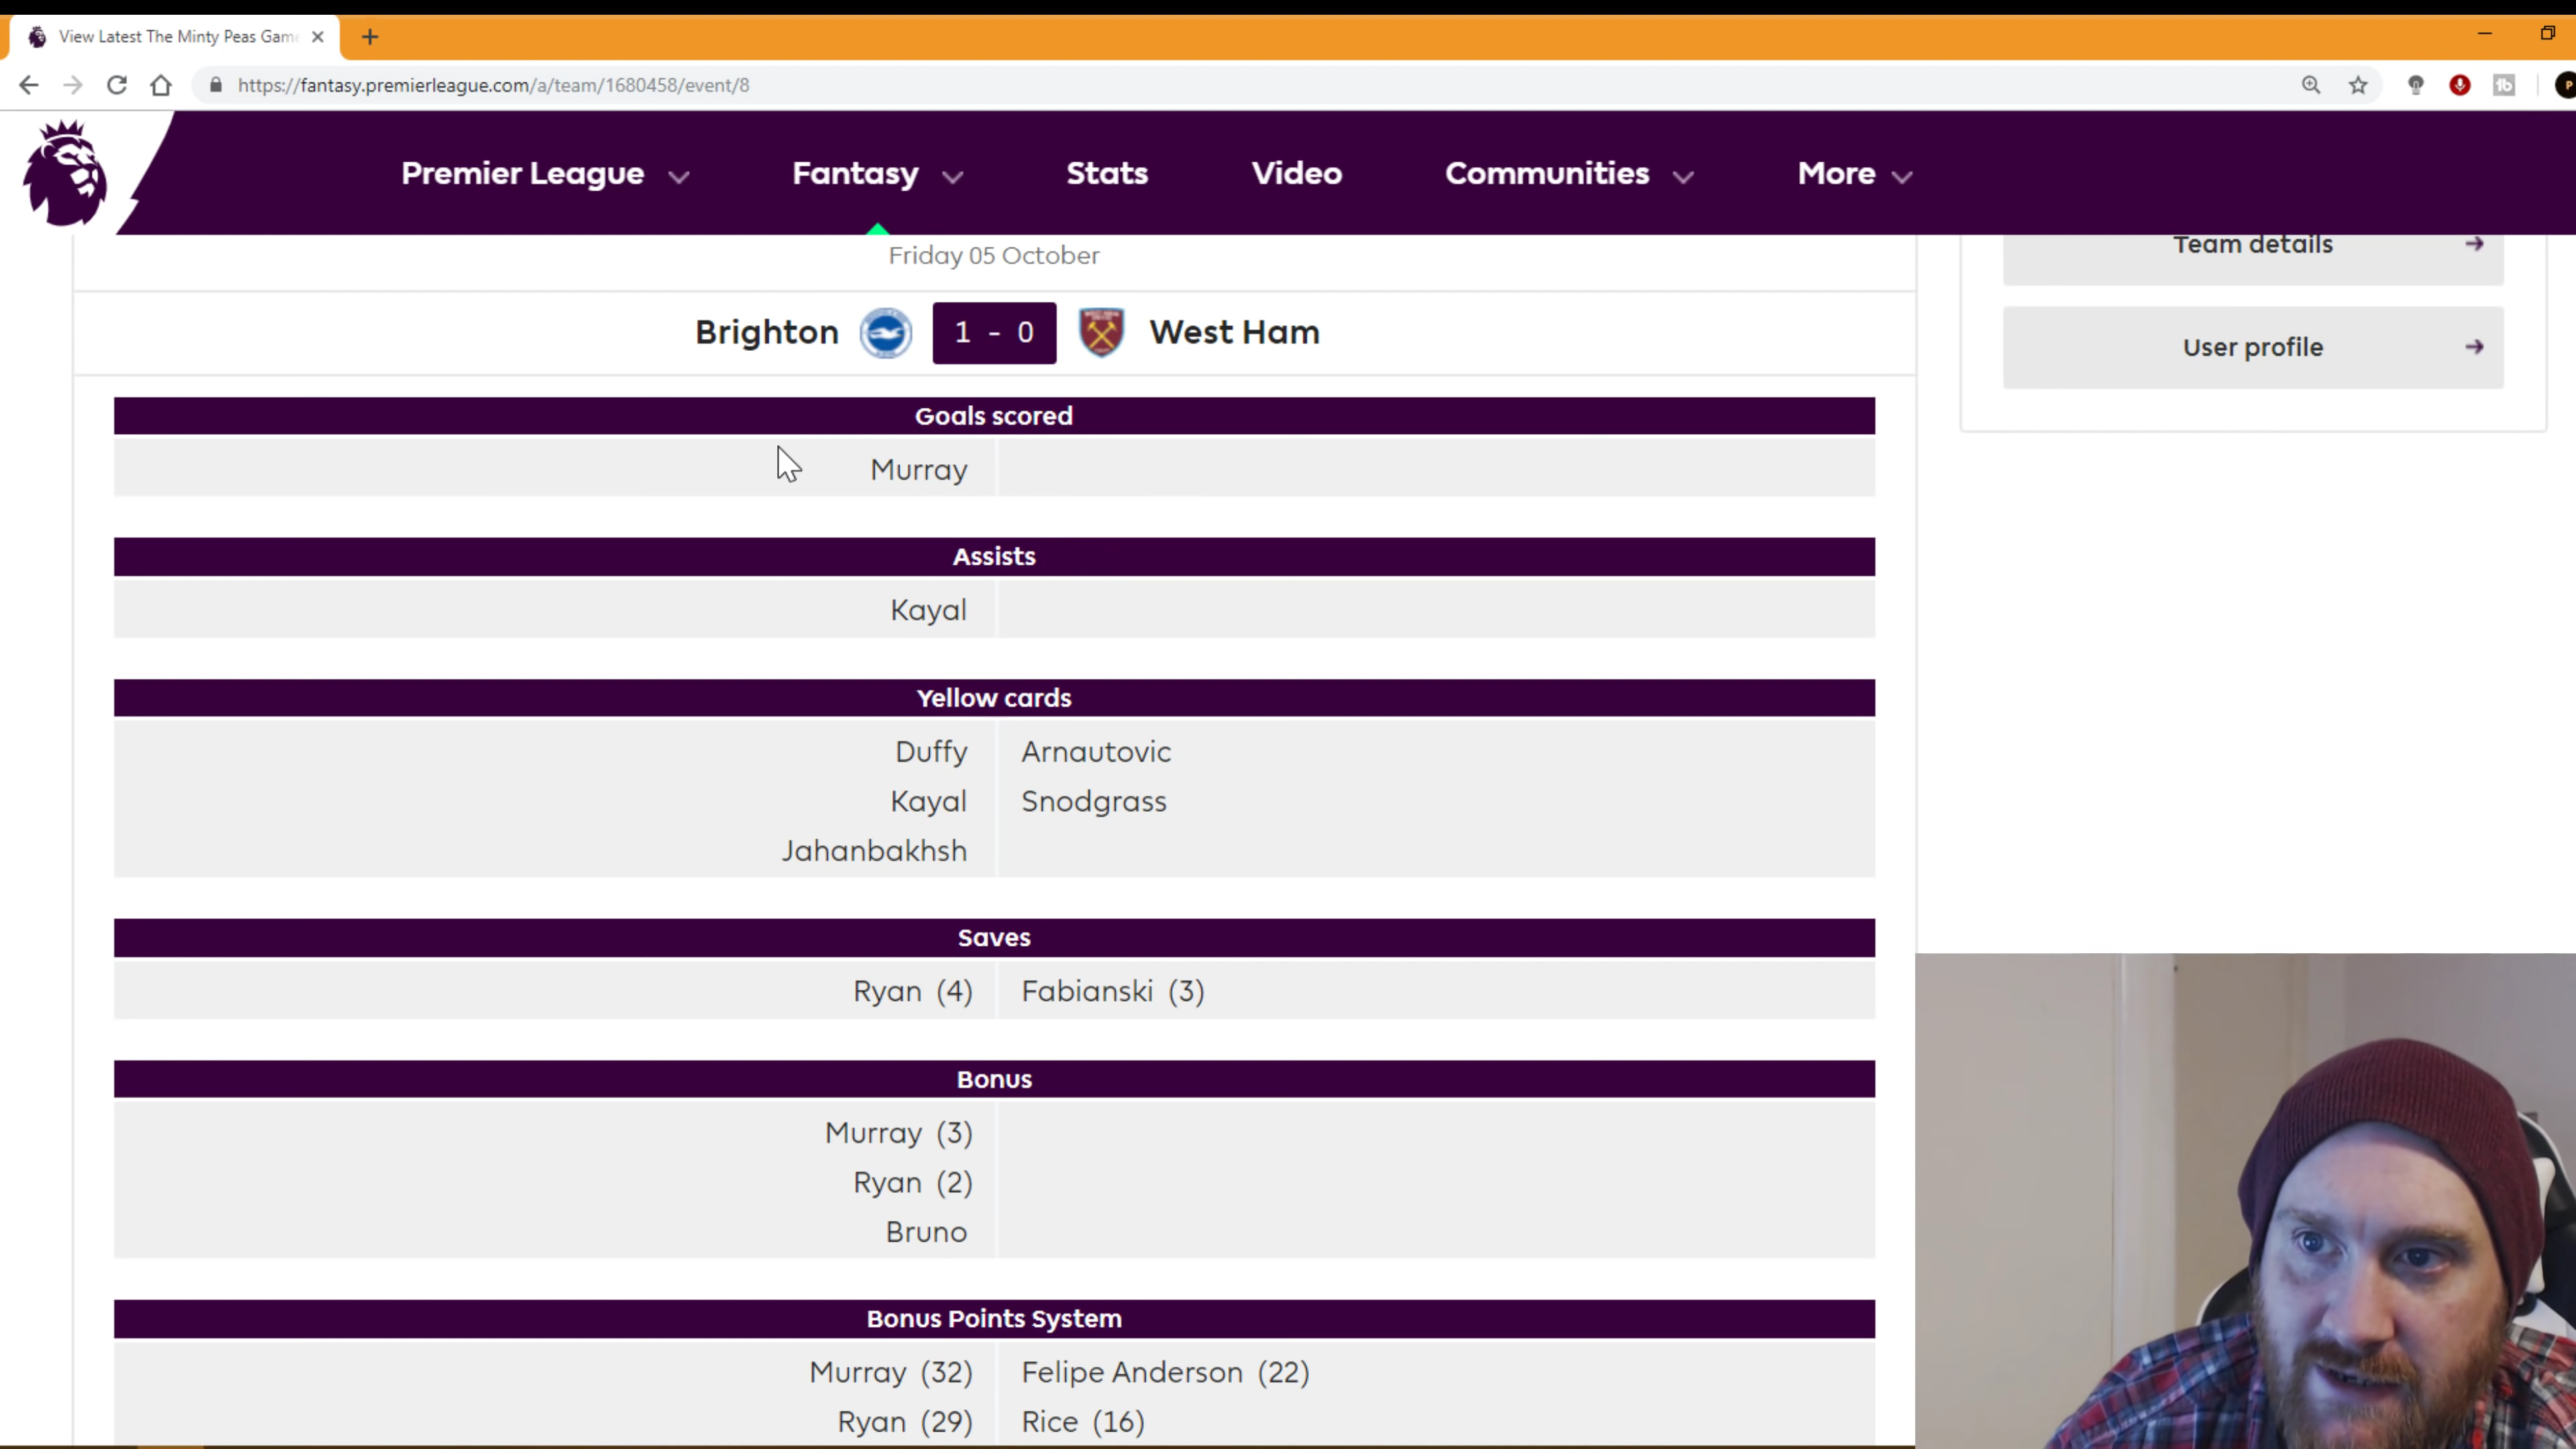 View Latest The Minty Peas Gam
https://fantasy.premierleague.com/a/team/1680458/event/8
Premier League Fantasy Stats Video Communities More
Friday 05 October
Team details
Brighton 1 - 0 West Ham
User profile
Goals scored
Murray
Assists
Kayal
Yellow cards
Duffy Arnautovic
Kayal Snodgrass
Jahanbakhsh
Saves
Ryan (4) Fabianski (3)
Bonus
Murray (3)
Ryan (2)
Bruno
Bonus Points System
Murray (32) Felipe Anderson (22)
Ryan (29) Rice (16)